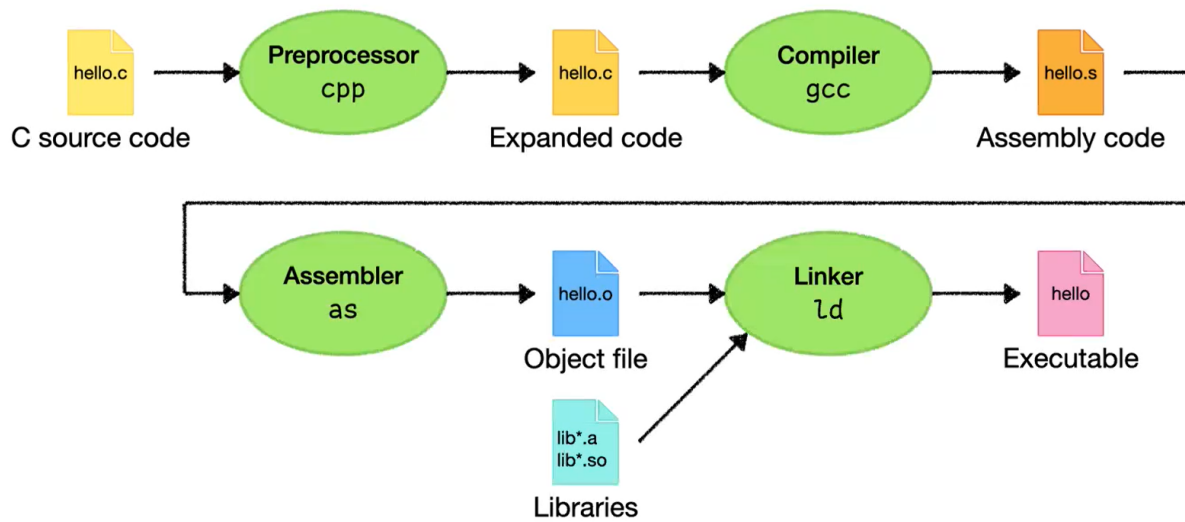 hello.c
C source code
Preprocessor
cpp
hello.c
Expanded code
Compiler
gcc
hello.s
Assembly code
Assembler
as
hello.o
Object file
lib*.a
lib*.so
Libraries
Linker
ld
hello
Executable